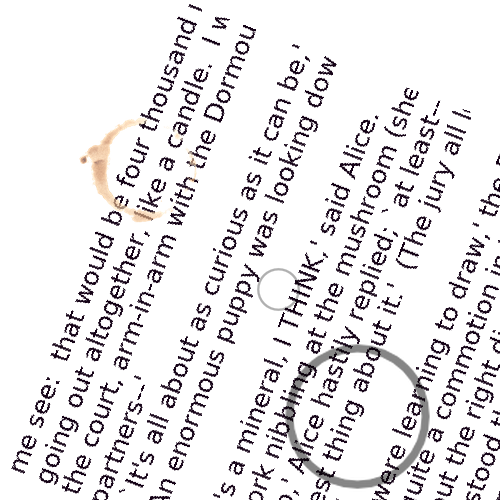 me see: that would be four thousand
going out altogether, like a candle. I
the court, arm-in-arm with the Dormou
partners--'
`It's all about as curious as it can be,'
An enormous puppy was looking dow
's a mineral, I THINK,' said Alice.
ork nibbling at the mushroom (she
,' Alice hastily replied; `at least--
est thing about it.' (The jury all
were learning to draw,' the
uite a commotion in
ut the right di
stood